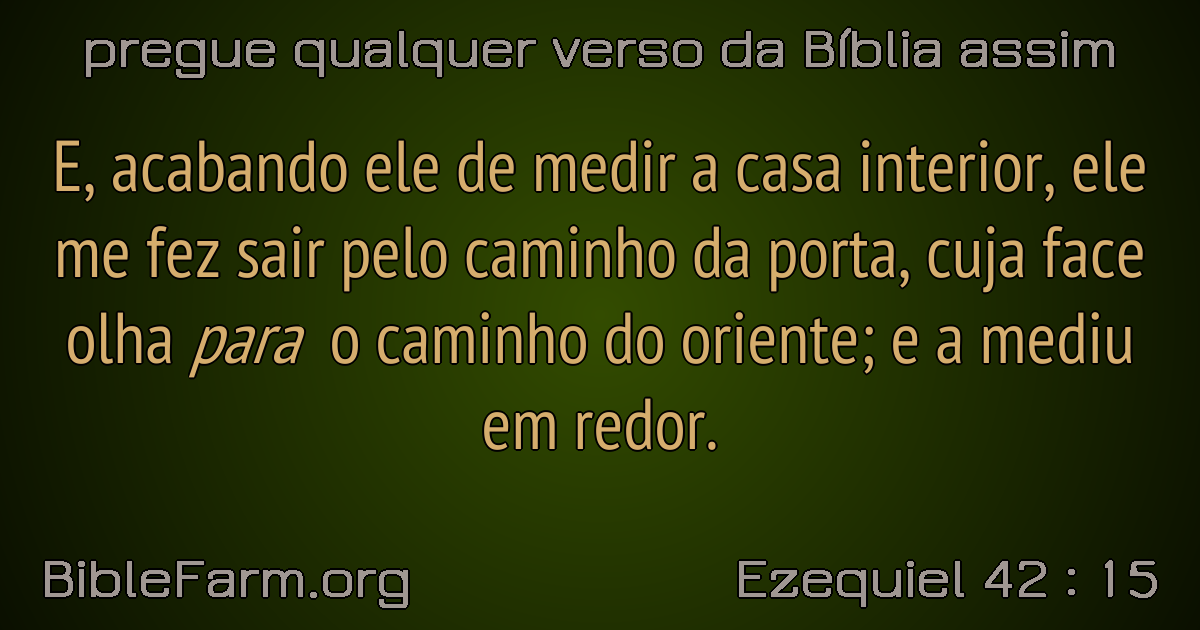 pregue qualquer verso da Bíblia assim
E, acabando ele de medir a casa interior, ele
me fez sair pelo caminho da porta, cuja face
olha para o caminho do oriente; e a mediu
em redor.
BibleFarm.org
Ezequiel 42 : 15